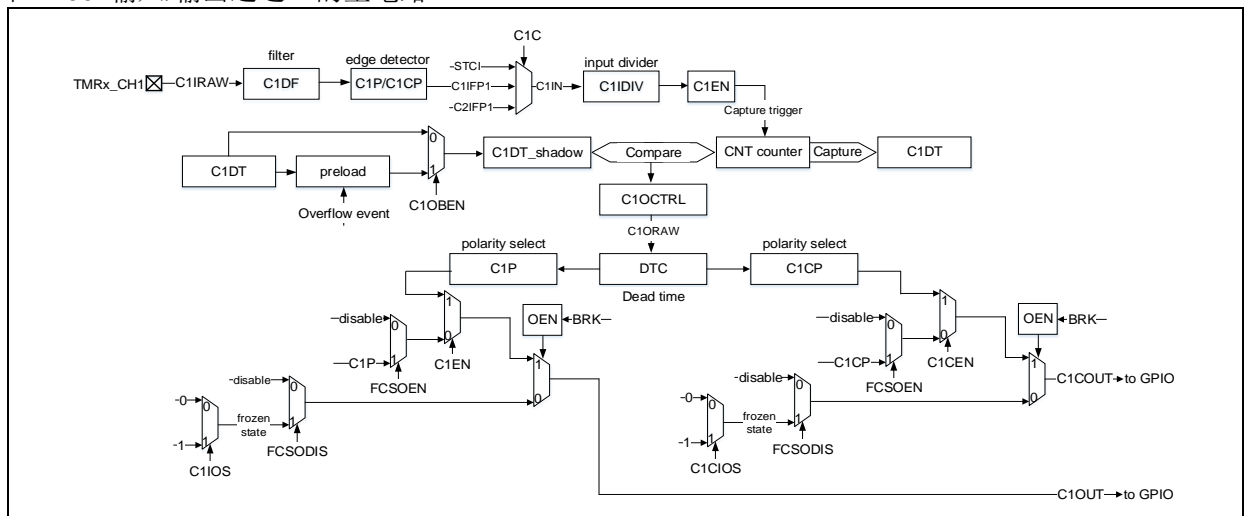 C1C
filter
edge detector
-STCI
input divider
TMRx_CH1
C1IRAW
C1DF
C1P/C1CP
C1IFP1
C1IN
C1IDIV
C1EN
-C2IFP1
Capture trigger
0
1
C1DT
preload
C1DT_shadow
Compare
CNT counter
Capture
C1DT
C1OBEN
Overflow event
C1OCTRL
C1ORAW
polarity select
C1P
DTC
Dead time
polarity select
C1CP
disable
0
1
C1P
FCSOEN
1
0
C1EN
OEN
BRK
1
0
disable
0
1
C1CP
FCSOEN
1
0
C1CEN
OEN
BRK
1
0
C1COUT
to GPIO
-0
-1
0
1
C1IOS
frozen
state
-disable
0
1
FCSODIS
-0
-1
0
1
C1CIOS
frozen
state
-disable
0
1
FCSODIS
C1OUT
to GPIO